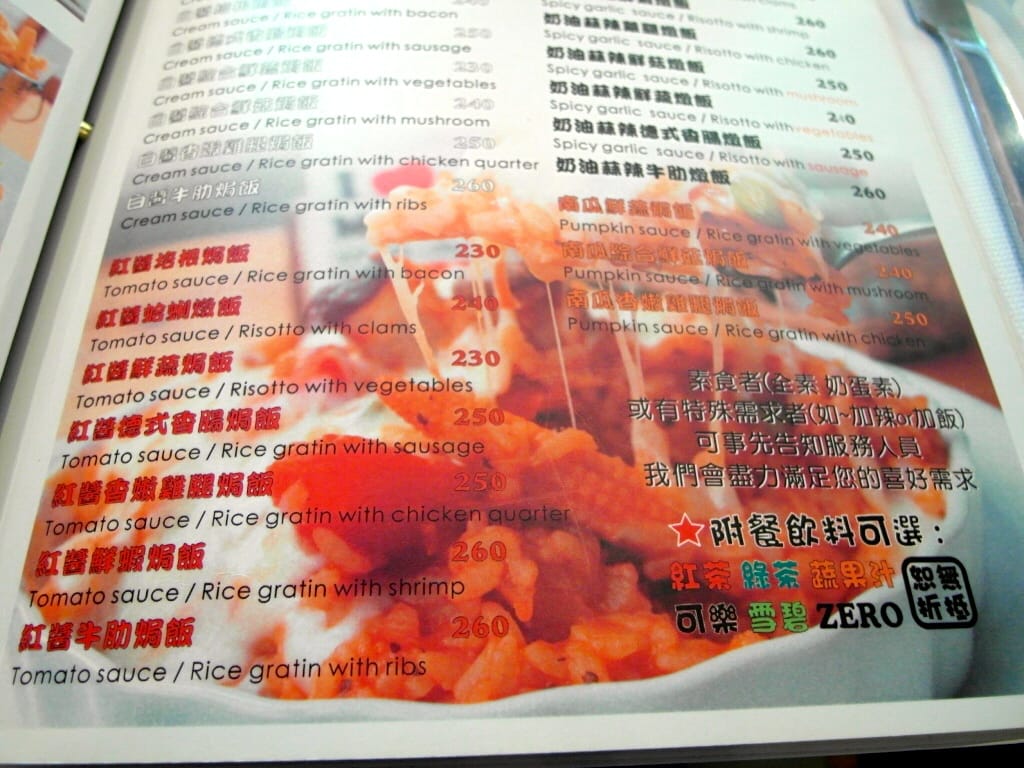 240
Cream sauce / Rice gratin with bacon
250
Cream sauce / Rice gratin with sausage
230
Cream sauce / Rice gratin with vegetables
240
Cream sauce / Rice gratin with mushroom
250
Cream sauce / Rice gratin with chicken quarter
白醬牛肋焗飯 260
Cream sauce / Rice gratin with ribs
紅醬培根焗飯 230
Tomato sauce / Rice gratin with bacon
紅醬蛤蜊燉飯 240
Tomato sauce / Risotto with clams
紅醬鮮蔬焗飯 230
Tomato sauce / Risotto with vegetables
紅醬德式香腸焗飯 250
Tomato sauce / Rice gratin with sausage
紅醬香嫩雞腿焗飯 250
Tomato sauce / Rice gratin with chicken quarter
紅醬鮮蝦焗飯 260
Tomato sauce / Rice gratin with shrimp
紅醬牛肋焗飯 260
Tomato sauce / Rice gratin with ribs
260
Spicy garlic sauce / Risotto with shrimp
奶油蒜辣雞腿燉飯 260
Spicy garlic sauce / Risotto with chicken
奶油蒜辣鮮菇燉飯 250
Spicy garlic sauce / Risotto with mushroom
奶油蒜辣鮮蔬燉飯 240
Spicy garlic sauce / Risotto with vegetables
奶油蒜辣德式香腸燉飯 250
Spicy garlic sauce / Risotto with sausage
奶油蒜辣牛肋燉飯 260
南瓜鮮蔬焗飯 240
Pumpkin sauce / Rice gratin with vegetables
南瓜綜合鮮菇焗飯 240
Pumpkin sauce / Rice gratin with mushroom
南瓜香嫩雞腿焗飯 250
Pumpkin sauce / Rice gratin with chicken
素食者(全素 奶蛋素)
或有特殊需求者(如~加辣or加飯)
可事先告知服務人員
我們會盡力滿足您的喜好需求
★附餐飲料可選：
紅茶 綠茶 蔬果汁
可樂 雪碧 ZERO
恕無折換